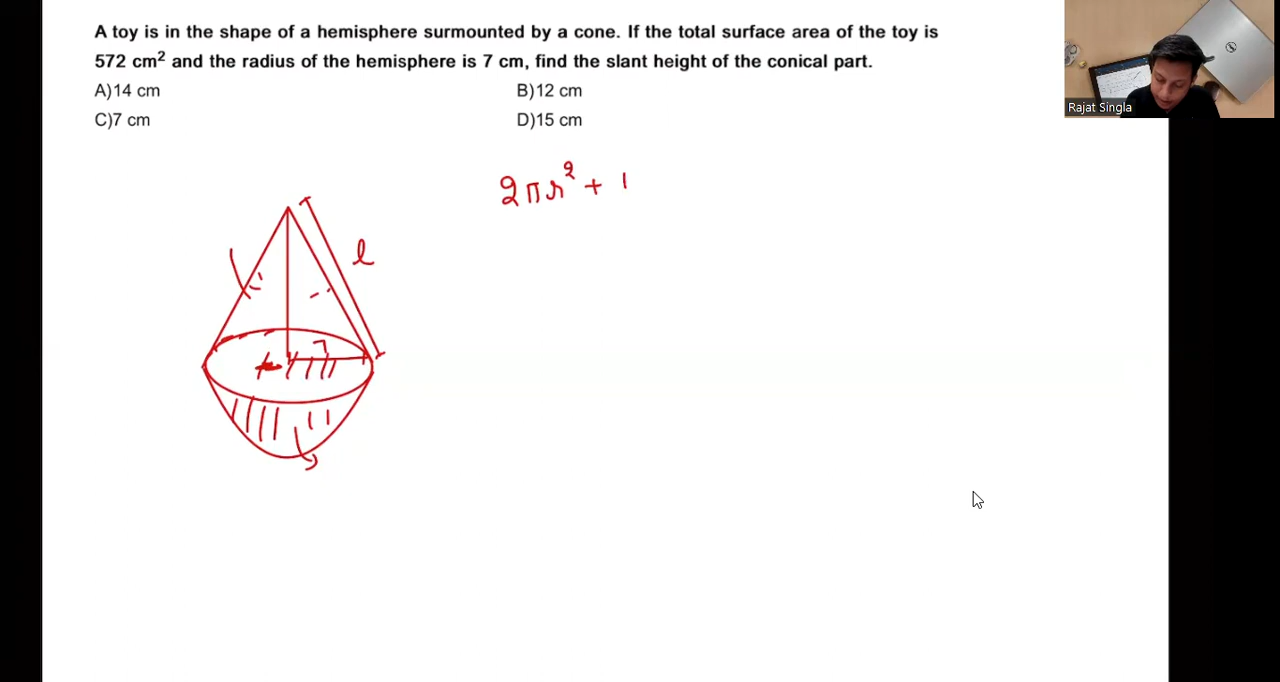 A toy is in the shape of a hemisphere surmounted by a cone. If the total surface area of the toy is
572 cm² and the radius of the hemisphere is 7 cm, find the slant height of the conical part.
A)14 cm B)12 cm
C)7 cm D)15 cm
Rajat Singla
2πr² + 
l
7